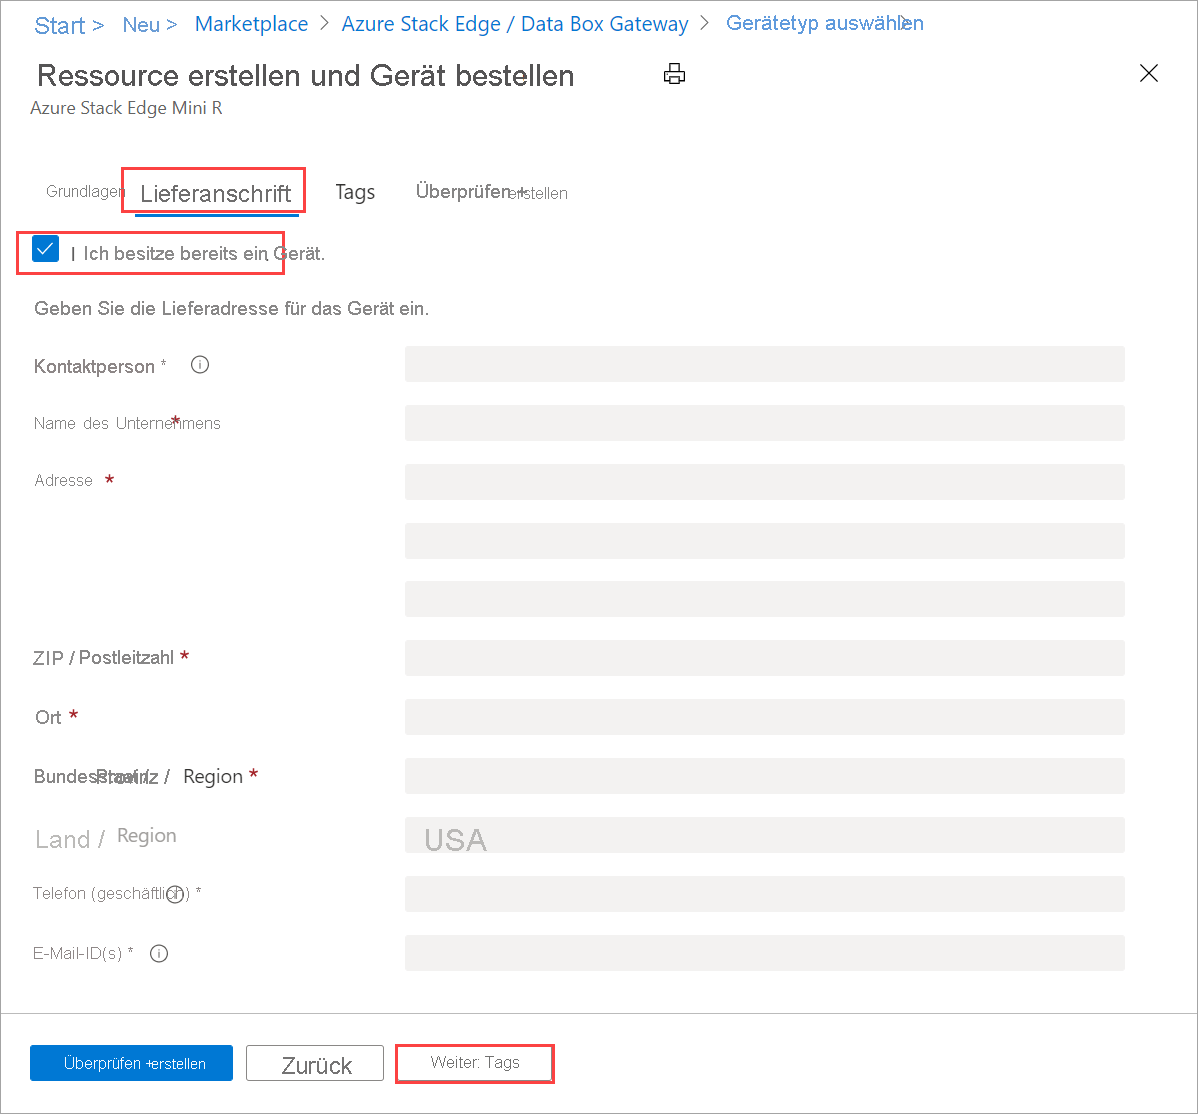 Start > Neu > Marketplace > Azure Stack Edge / Data Box Gateway > Gerätetyp auswählen
Ressource erstellen und Gerät bestellen
Azure Stack Edge Mini R
Grundlagen Lieferanschrift Tags Überprüfen + erstellen
I Ich besitze bereits ein Gerät.
Geben Sie die Lieferadresse für das Gerät ein.
Kontaktperson *
Name des Unternehmens *
Adresse *
ZIP / Postleitzahl *
Ort *
Bundesstaat / Provinz / Region *
Land / Region USA
Telefon (geschäftlich) *
E-Mail-ID(s) *
Überprüfen +erstellen Zurück Weiter: Tags